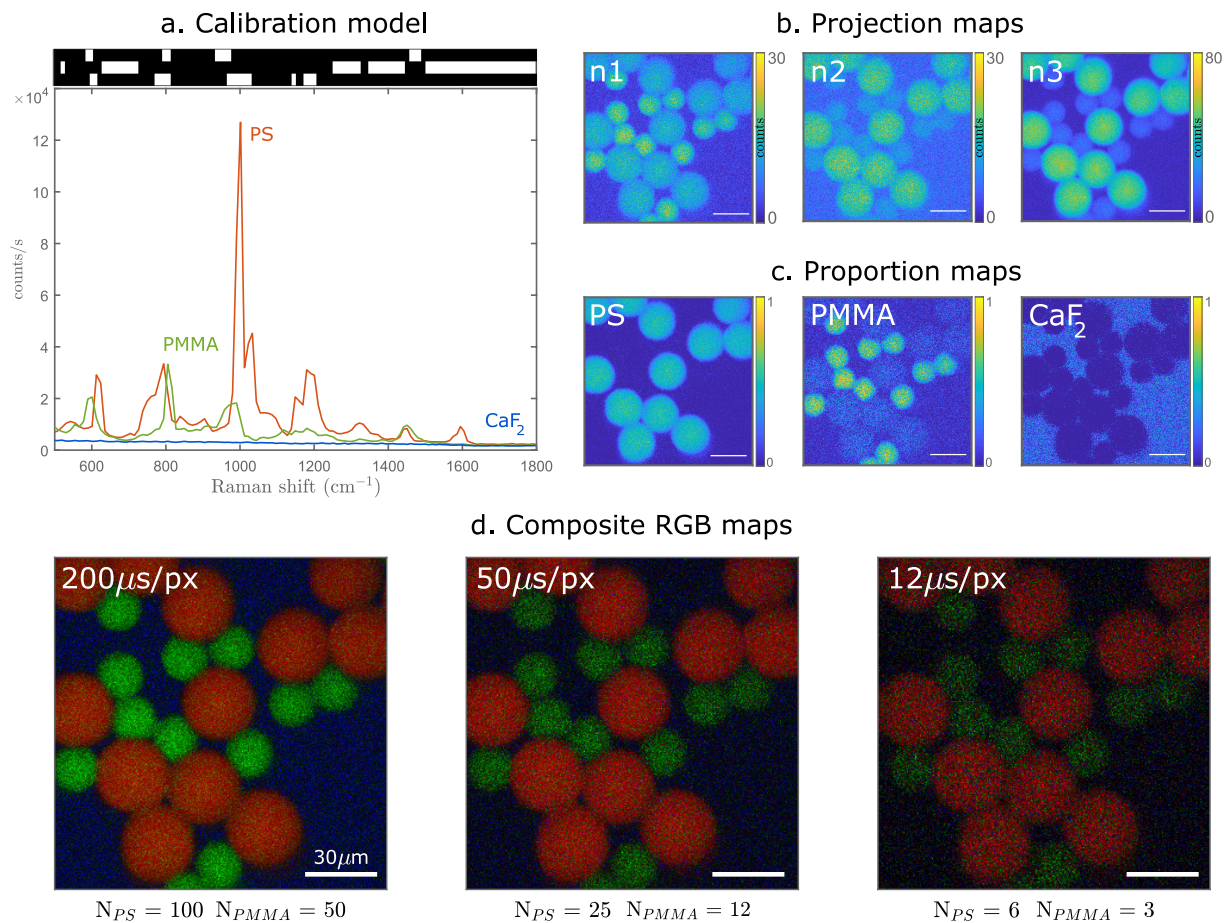 a. Calibration model
×10⁴
12
10
8
6
4
2
0
counts/s
PS
PMMA
CaF₂
600 800 1000 1200 1400 1600 1800
Raman shift (cm⁻¹)
b. Projection maps
n1 30 counts 0
n2 30 counts 0
n3 80 counts 0
c. Proportion maps
PS 1 0
PMMA 1 0
CaF₂ 1 0
d. Composite RGB maps
200μs/px 50μs/px 12μs/px
30μm
N_PS = 100 N_PMMA = 50
N_PS = 25 N_PMMA = 12
N_PS = 6 N_PMMA = 3